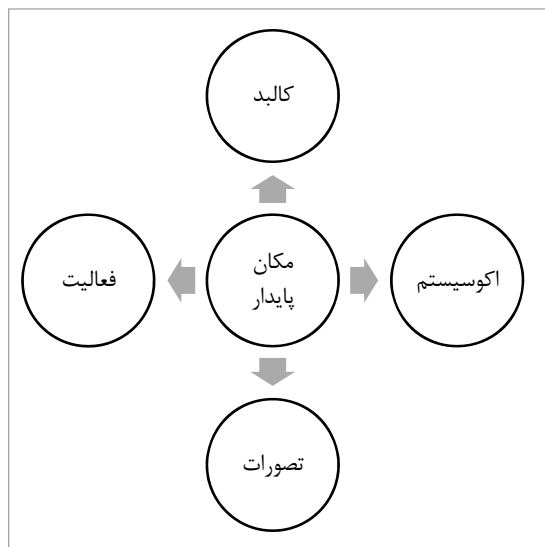 کالبد
اکوسیستم
مکان
پایدار
فعالیت
تصورات